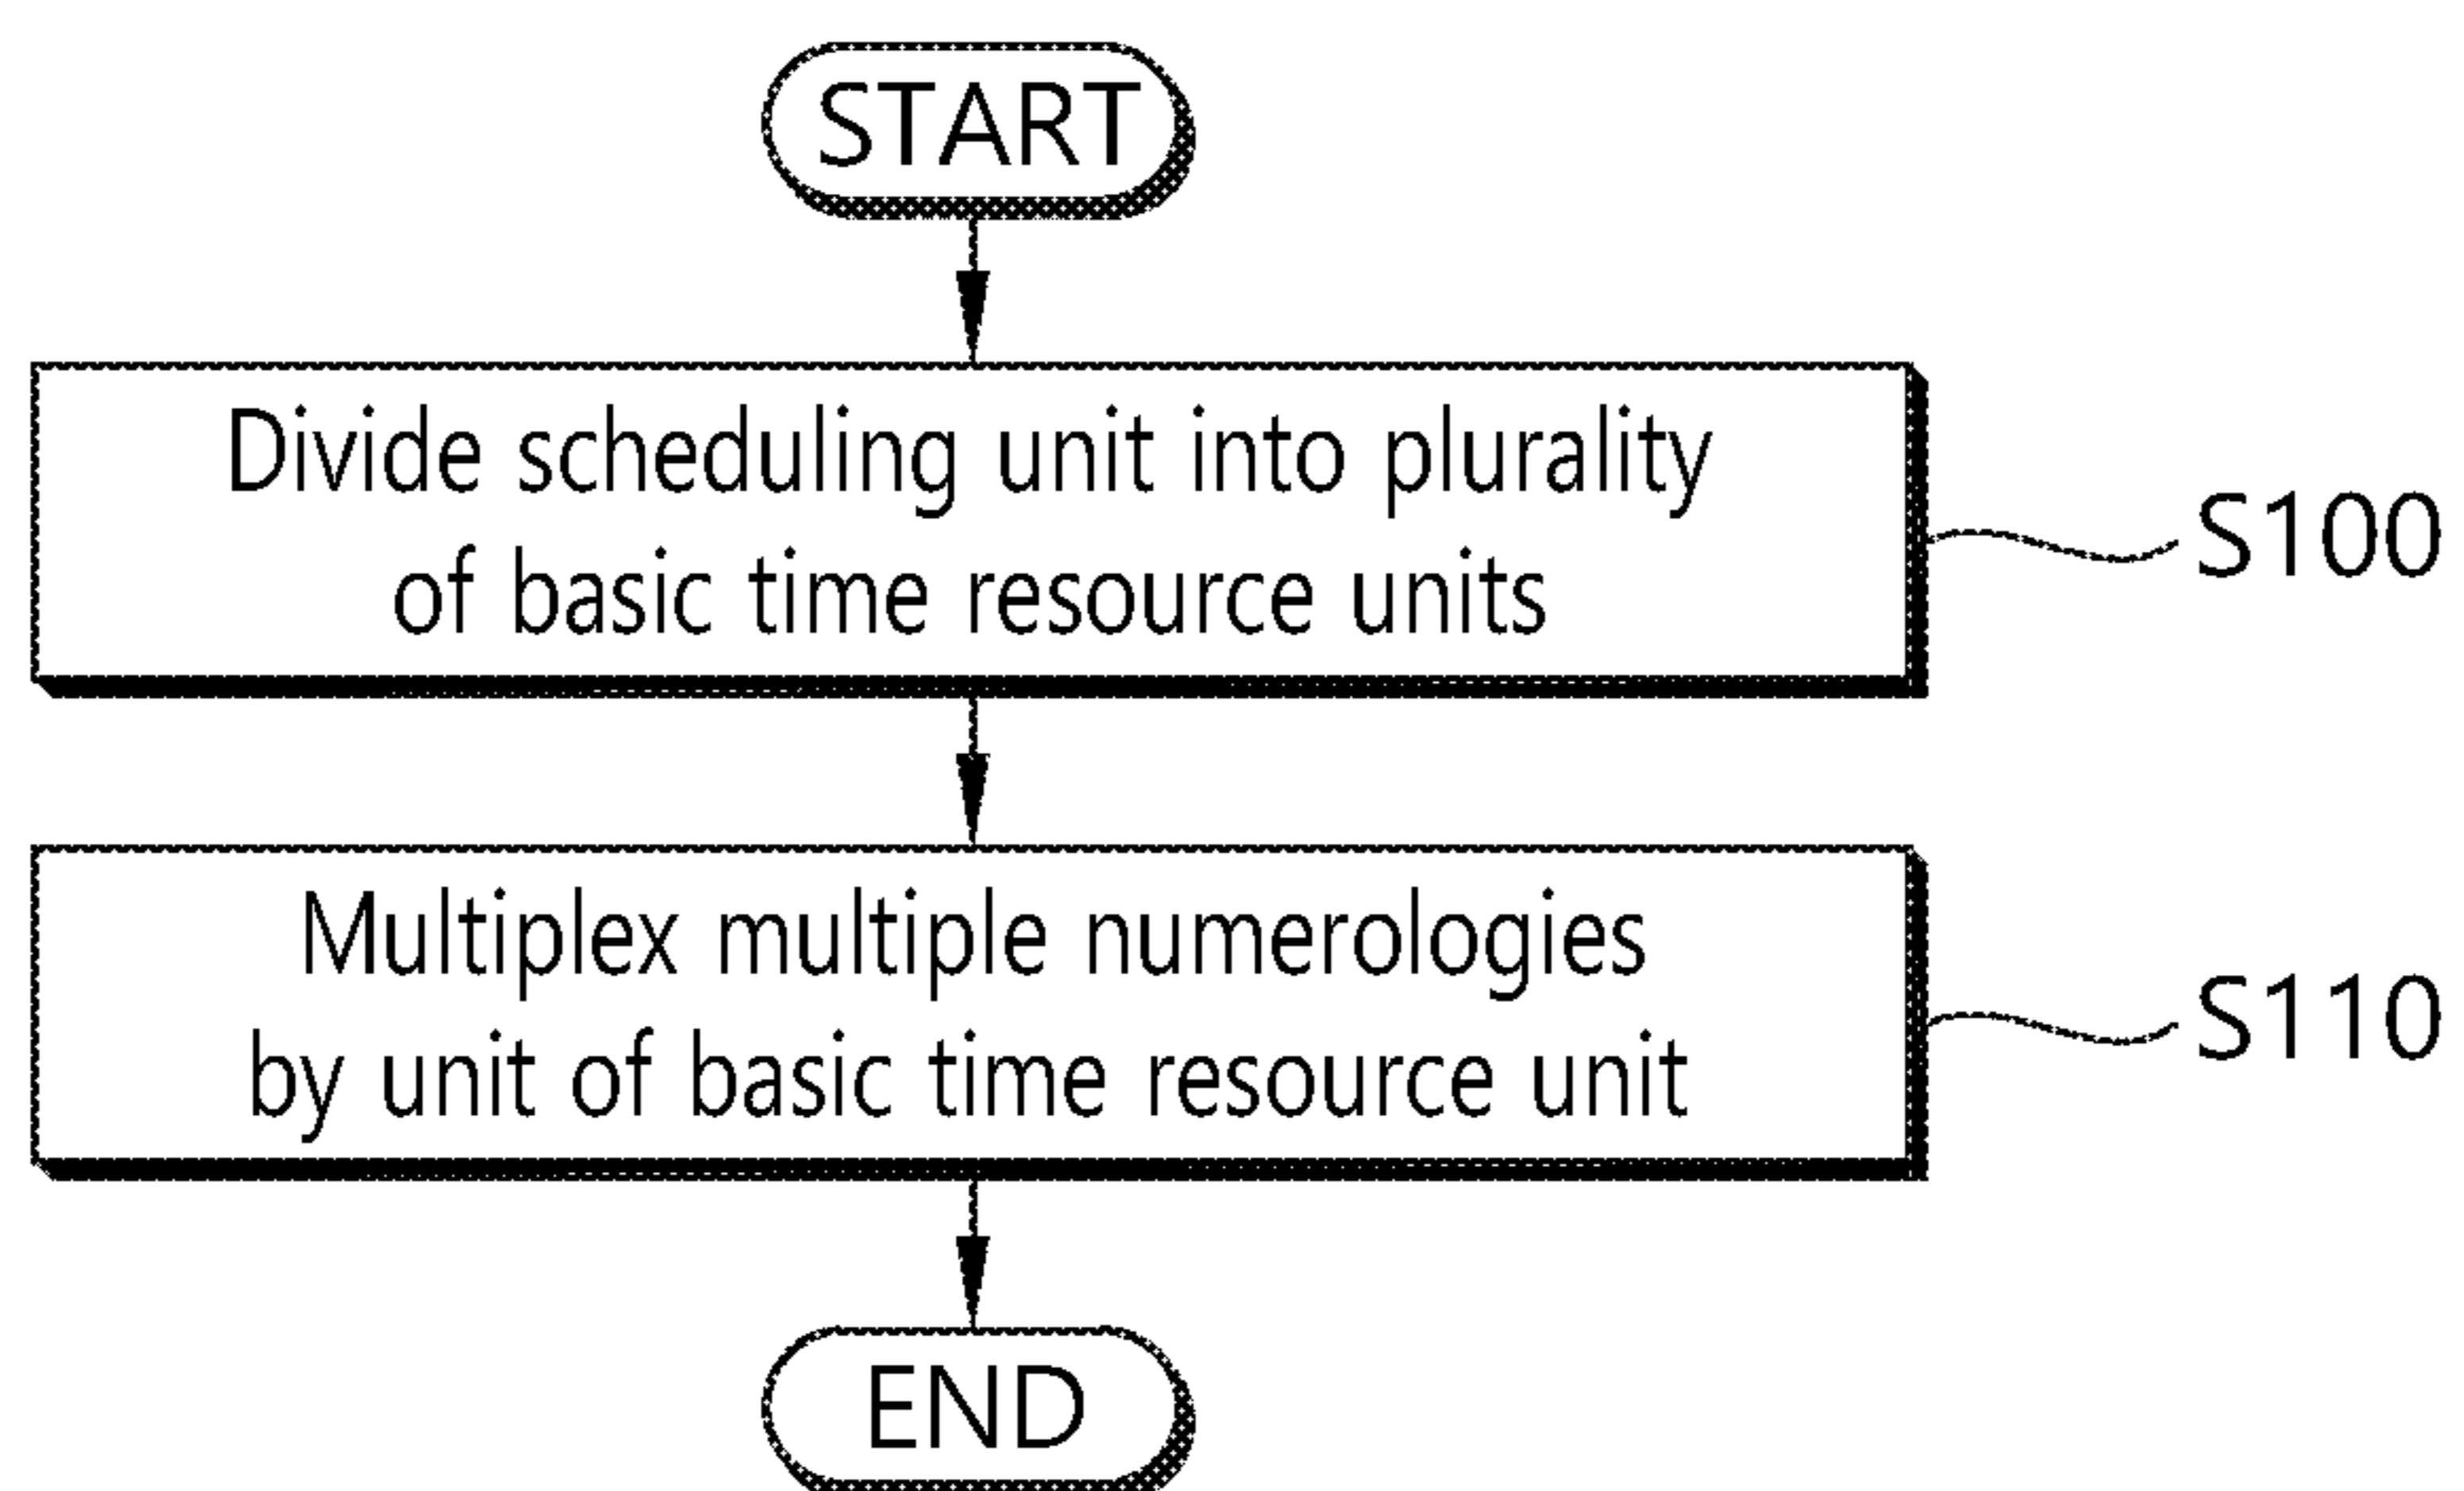 START
Divide scheduling unit into plurality
of basic time resource units
S100
Multiplex multiple numerologies
by unit of basic time resource unit
S110
END